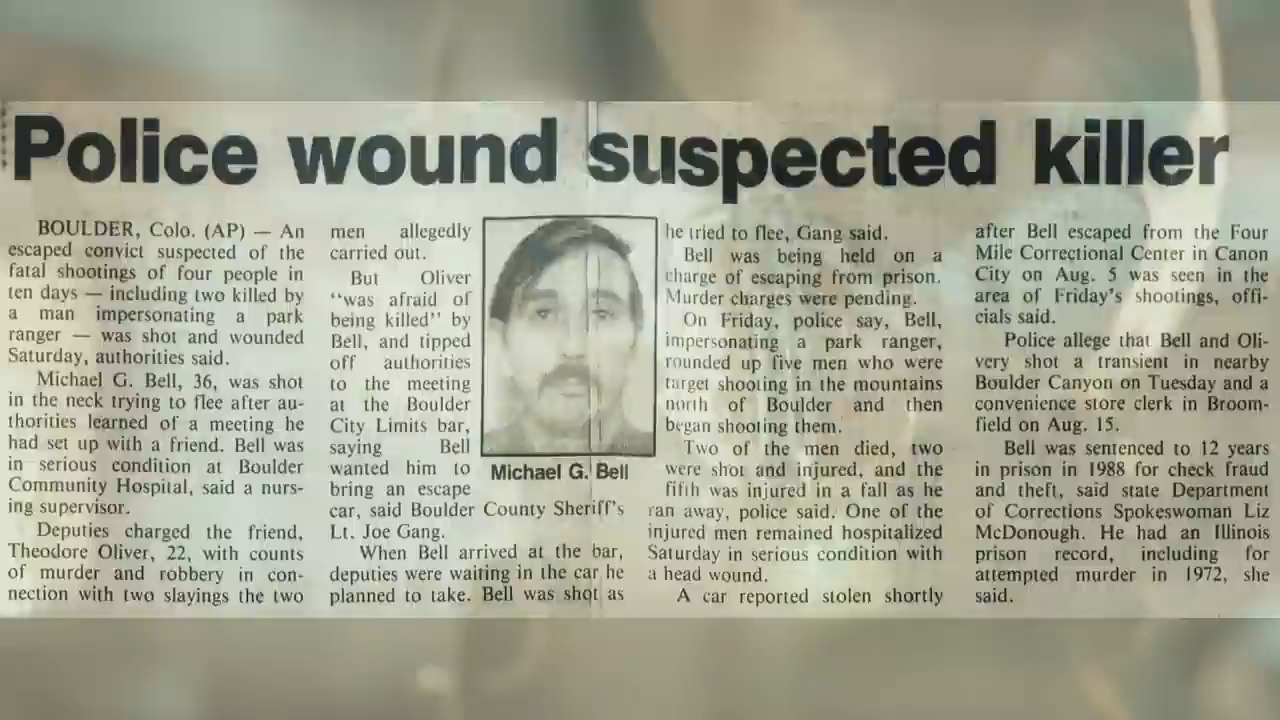 Police wound suspected killer
BOULDER, Colo. (AP) — An
escaped convict suspected of the
fatal shootings of four people in
ten days — including two killed by
a man impersonating a park
ranger — was shot and wounded
Saturday, authorities said.
Michael G. Bell, 36, was shot
in the neck trying to flee after au-
thorities learned of a meeting he
had set up with a friend. Bell was
in serious condition at Boulder
Community Hospital, said a nurs-
ing supervisor.
Deputies charged the friend,
Theodore Oliver, 22, with counts
of murder and robbery in con-
nection with two slayings the two
men allegedly
carried out.
But Oliver
“was afraid of
being killed” by
Bell, and tipped
off authorities
to the meeting
at the Boulder
City Limits bar,
saying Bell
wanted him to
bring an escape
car, said Boulder County Sheriff's
Lt. Joe Gang.
When Bell arrived at the bar,
deputies were waiting in the car he
planned to take. Bell was shot as
Michael G. Bell
he tried to flee, Gang said.
Bell was being held on a
charge of escaping from prison.
Murder charges were pending.
On Friday, police say, Bell,
impersonating a park ranger,
rounded up five men who were
target shooting in the mountains
north of Boulder and then
began shooting them.
Two of the men died, two
were shot and injured, and the
fifth was injured in a fall as he
ran away, police said. One of the
injured men remained hospitalized
Saturday in serious condition with
a head wound.
A car reported stolen shortly
after Bell escaped from the Four
Mile Correctional Center in Canon
City on Aug. 5 was seen in the
area of Friday's shootings, offi-
cials said.
Police allege that Bell and Oli-
very shot a transient in nearby
Boulder Canyon on Tuesday and a
convenience store clerk in Broom-
field on Aug. 15.
Bell was sentenced to 12 years
in prison in 1988 for check fraud
and theft, said state Department
of Corrections Spokeswoman Liz
McDonough. He had an Illinois
prison record, including for
attempted murder in 1972, she
said.